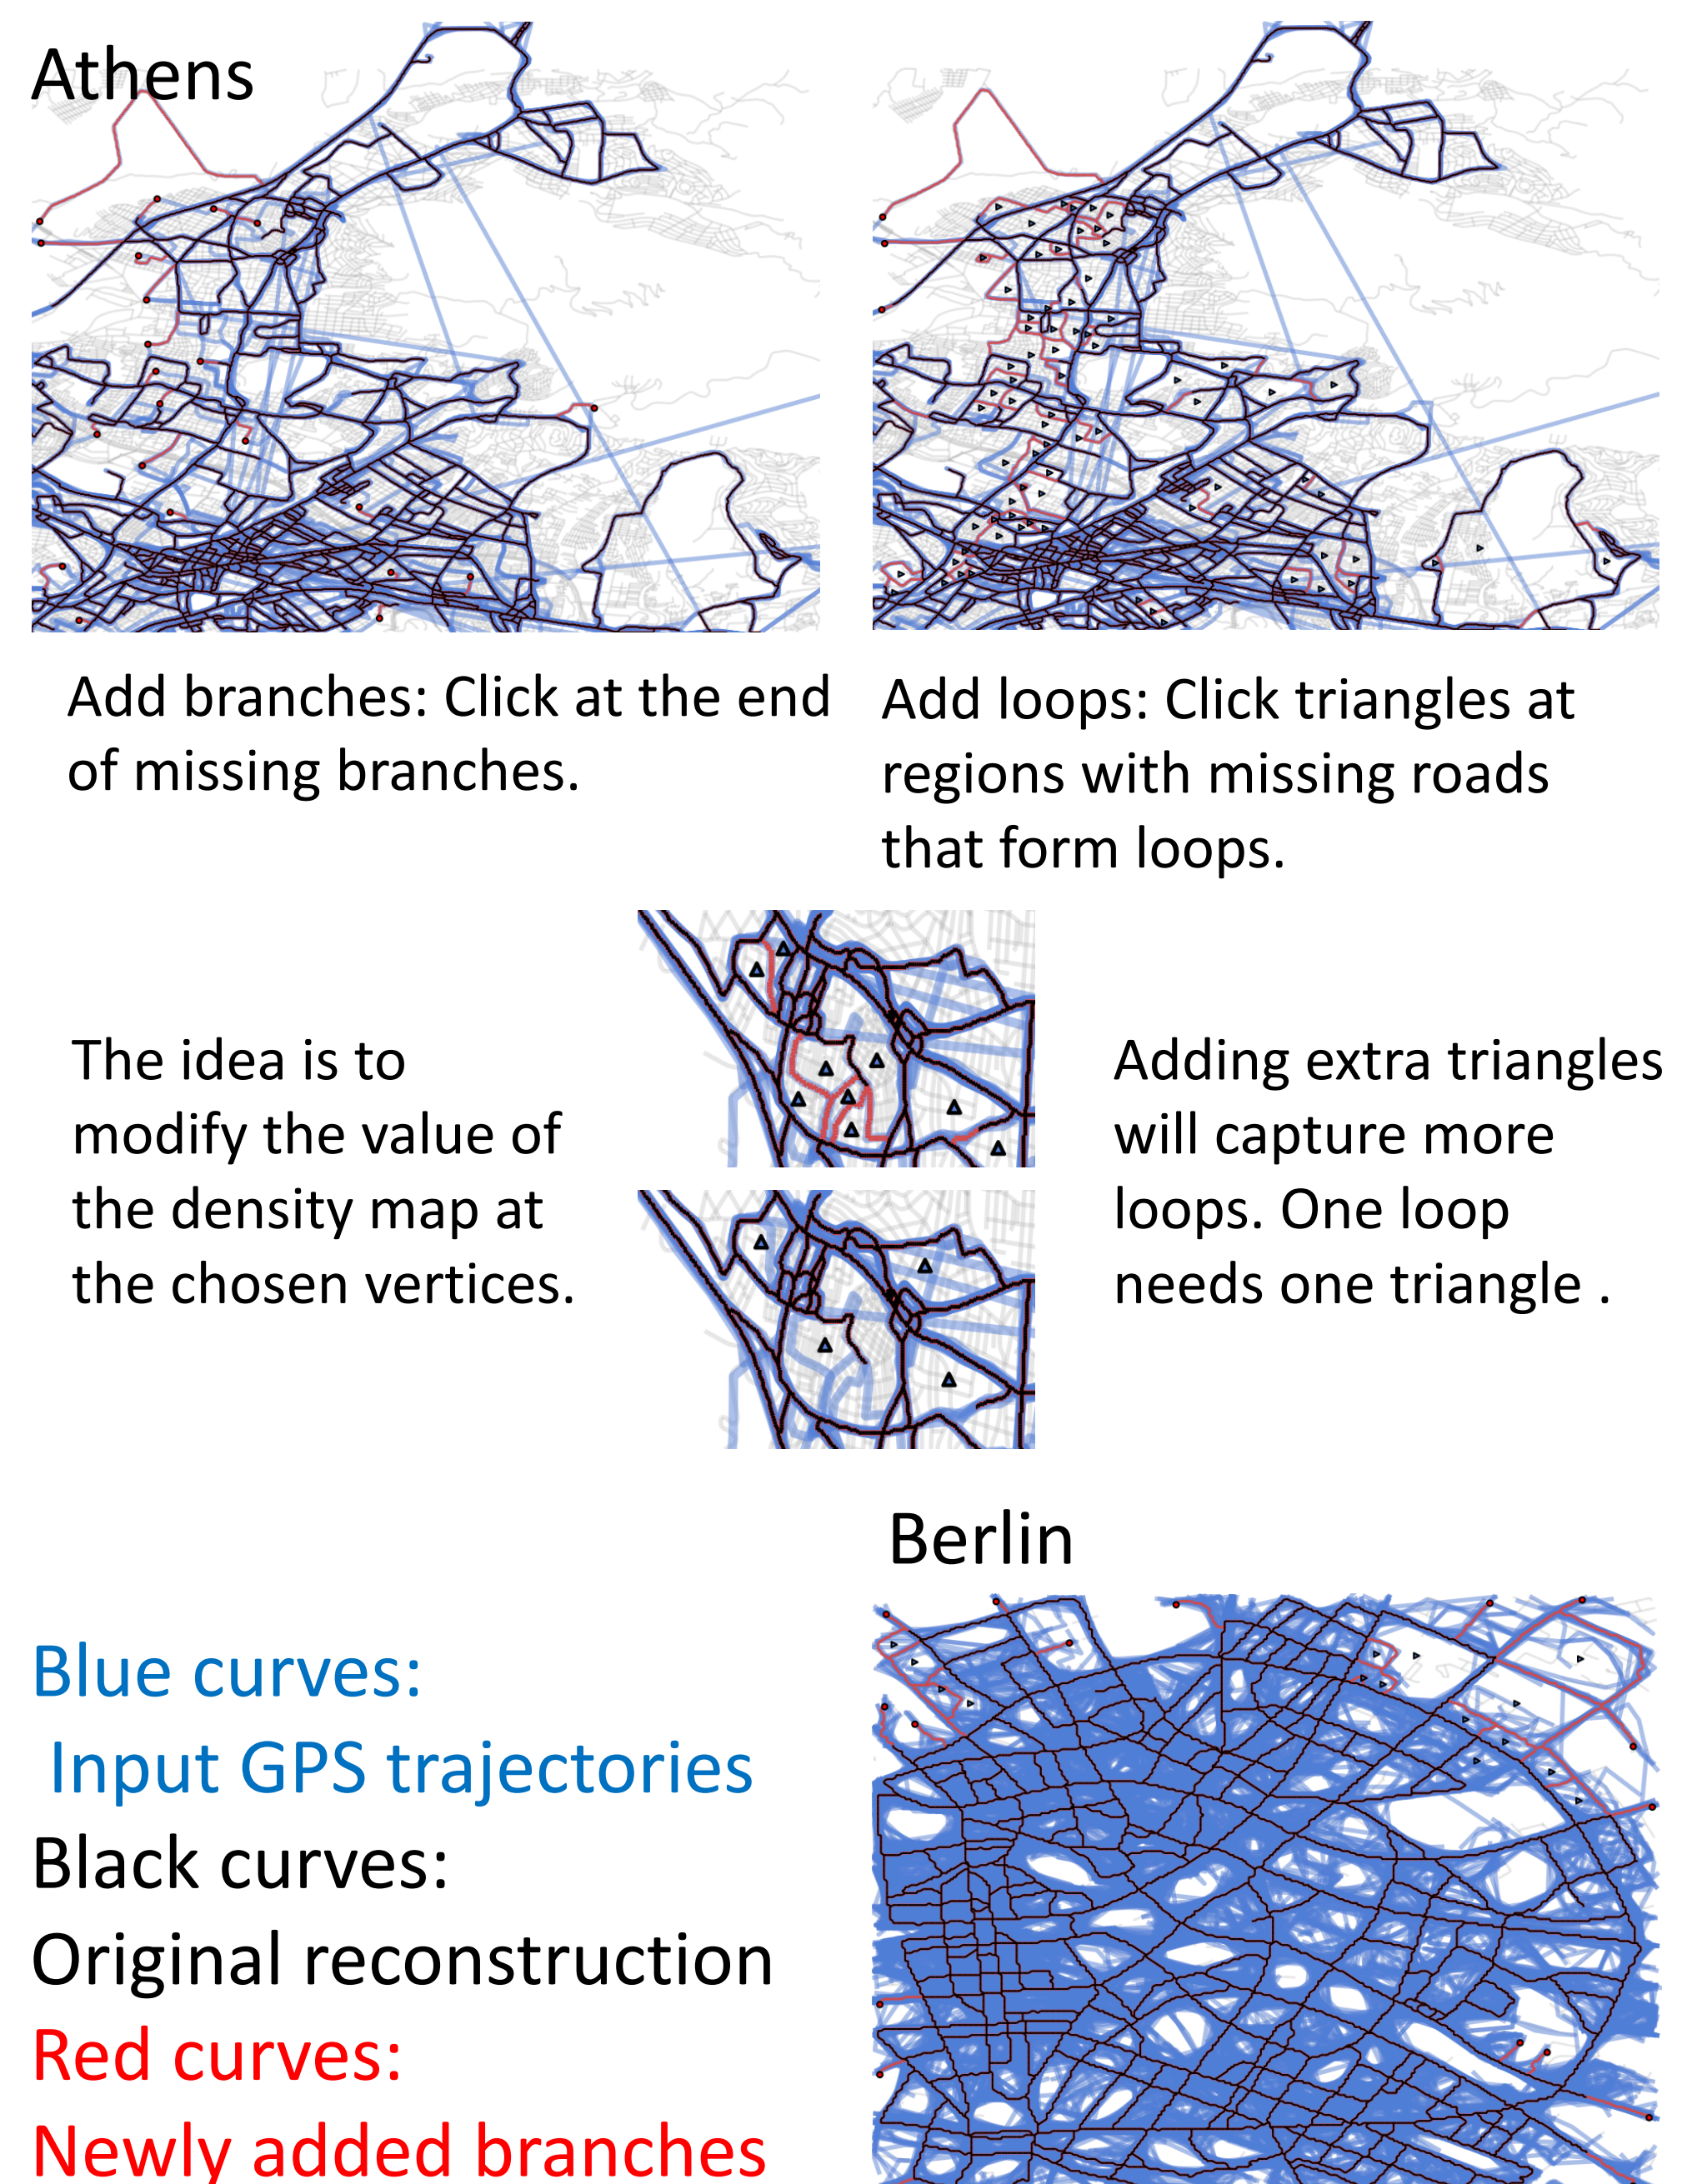 Athens
Add branches: Click at the end
of missing branches.
Add loops: Click triangles at
regions with missing roads
that form loops.
The idea is to
modify the value of
the density map at
the chosen vertices.
Adding extra triangles
will capture more
loops. One loop
needs one triangle .
Berlin
Blue curves:
Input GPS trajectories
Black curves:
Original reconstruction
Red curves:
Newly added branches